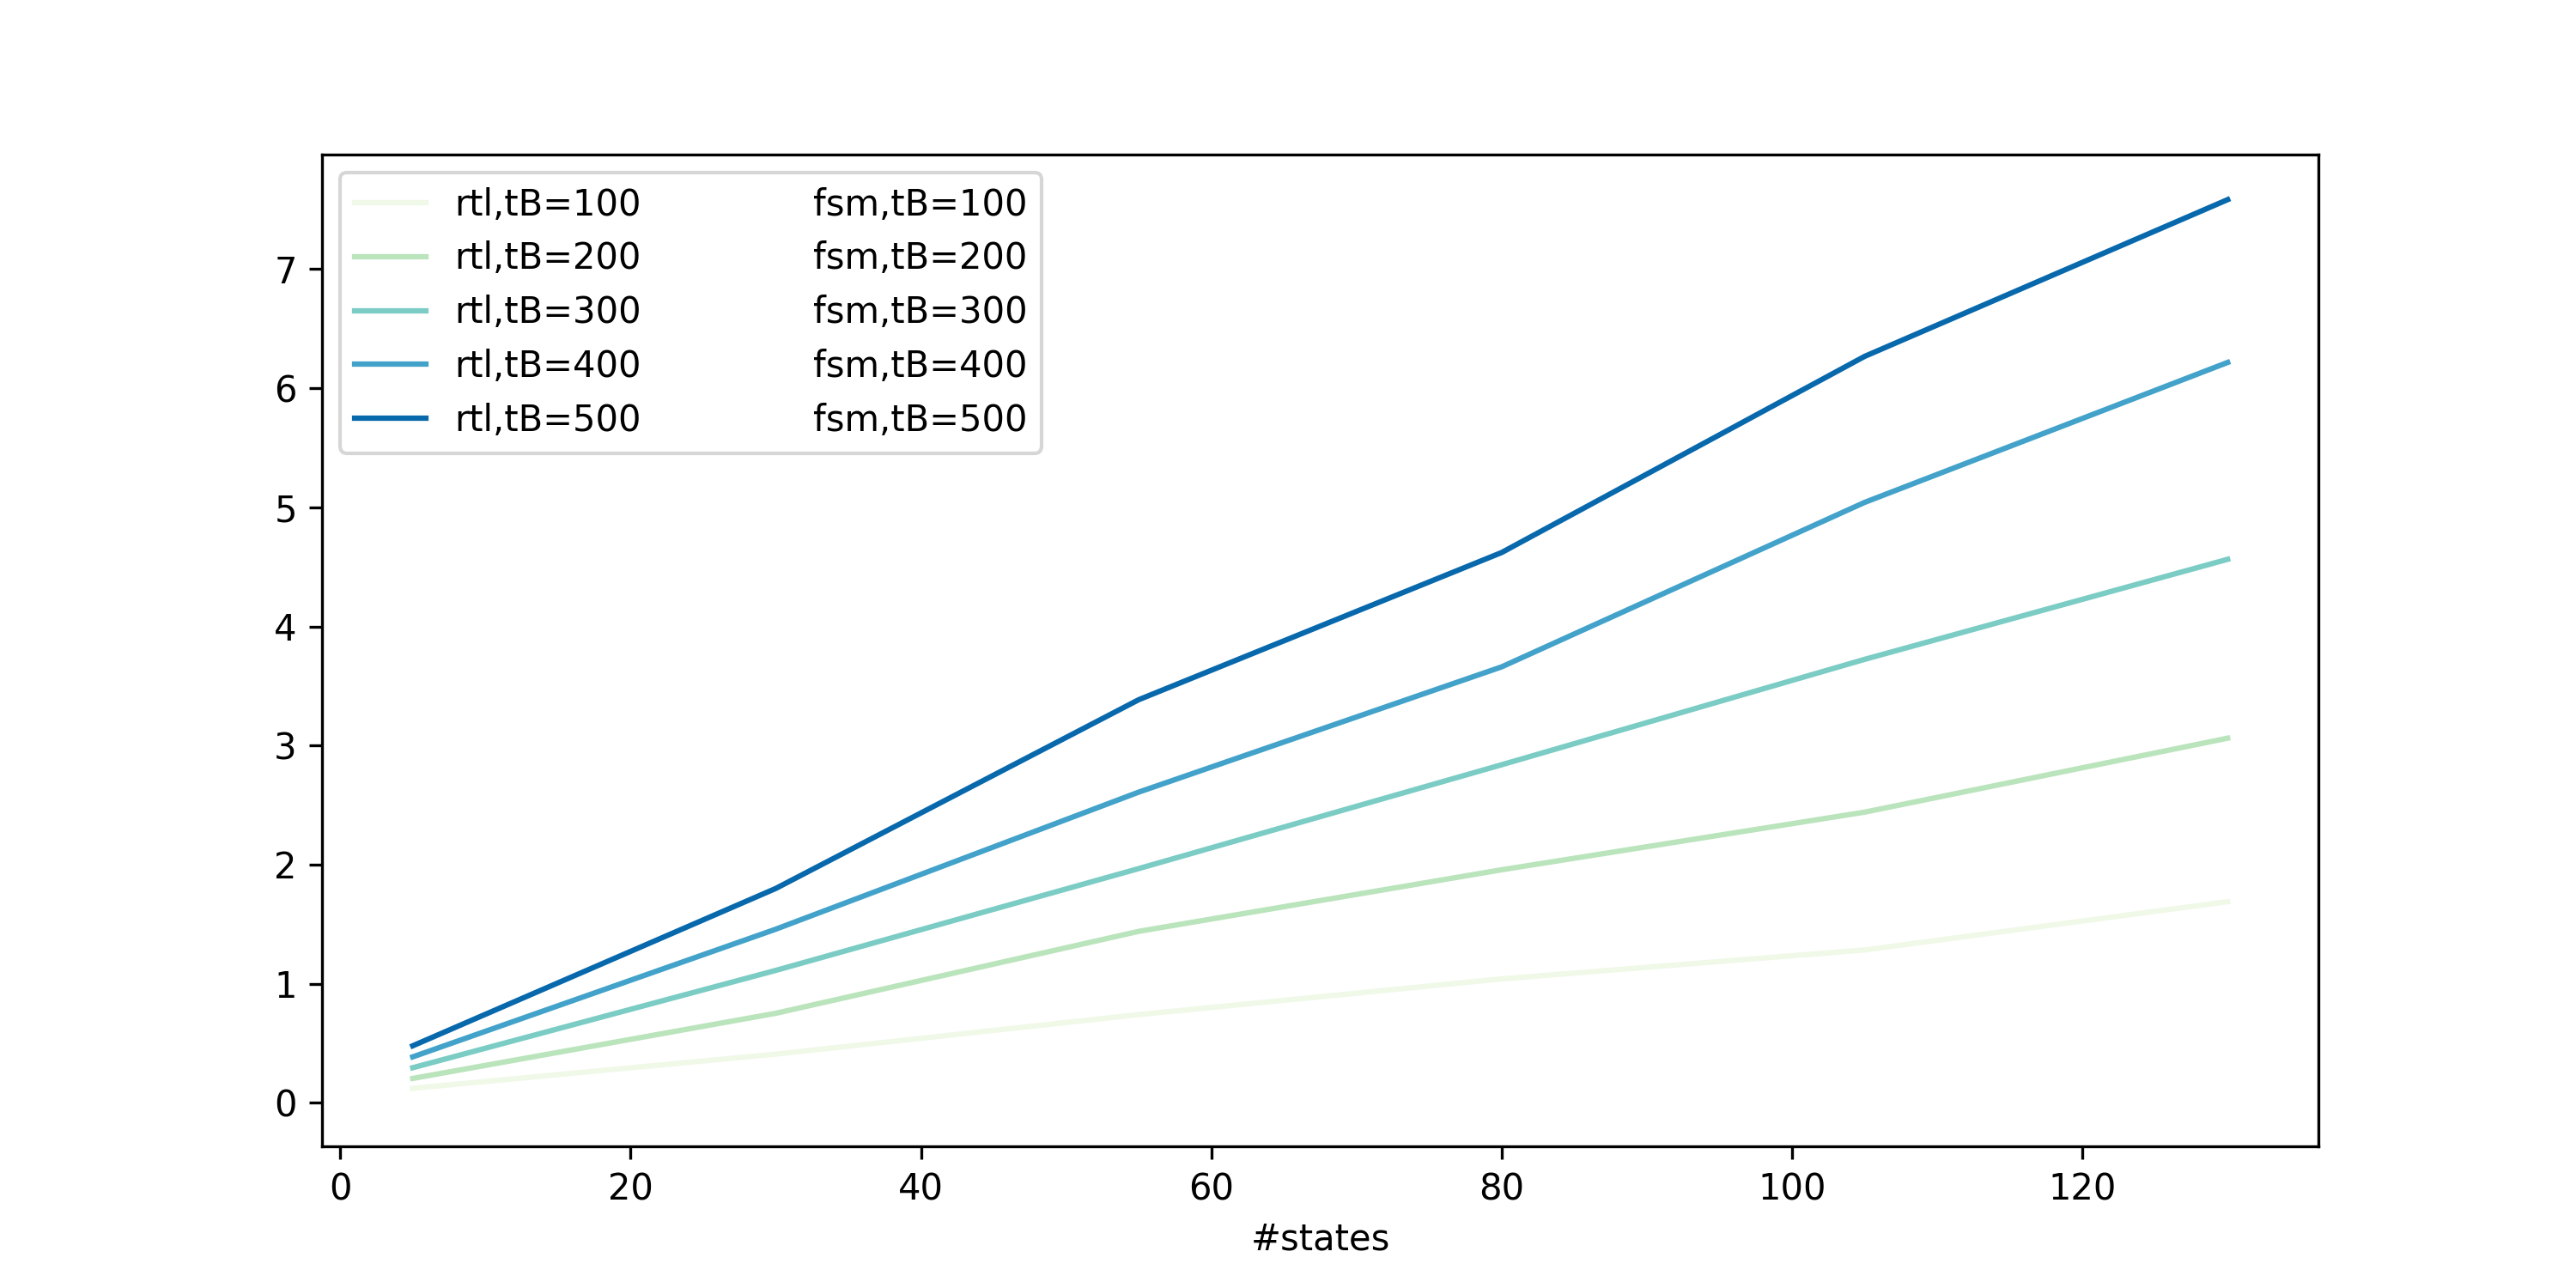 rtl,tB=100 fsm,tB=100
rtl,tB=200 fsm,tB=200
rtl,tB=300 fsm,tB=300
rtl,tB=400 fsm,tB=400
rtl,tB=500 fsm,tB=500
7
6
5
4
3
2
1
0
0 20 40 60 80 100 120
#states